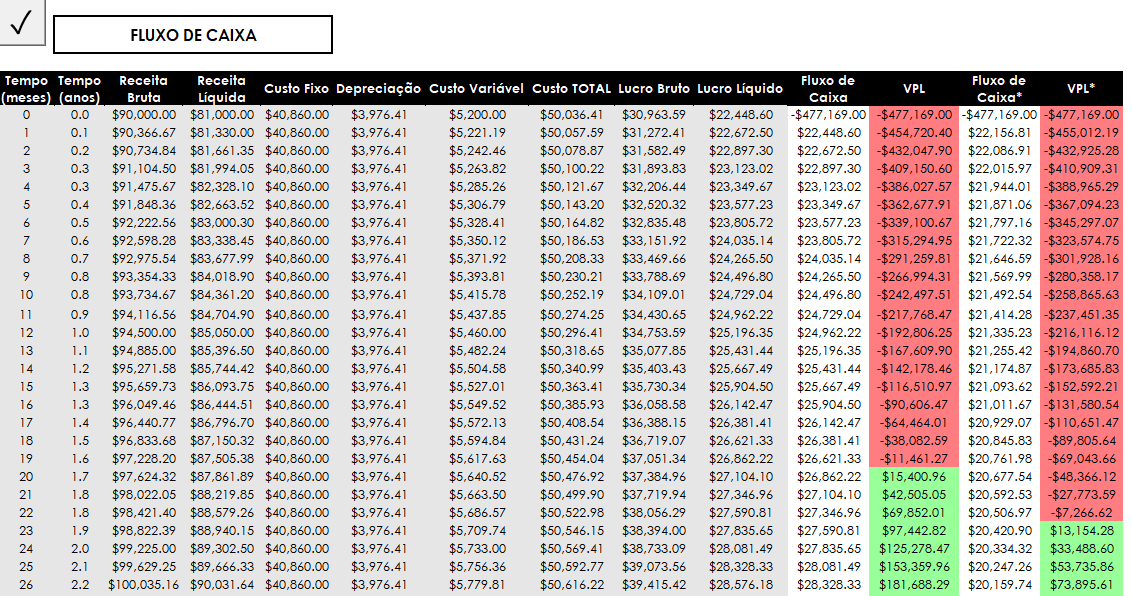 ✓
FLUXO DE CAIXA
Tempo (meses) Tempo (anos) Receita Bruta Receita Líquida Custo Fixo Depreciação Custo Variável Custo TOTAL Lucro Bruto Lucro Líquido Fluxo de Caixa VPL Fluxo de Caixa* VPL*
0 0.0 $90,000.00 $81,000.00 $40,860.00 $3,976.41 $5,200.00 $50,036.41 $30,963.59 $22,448.60 -$477,169.00 -$477,169.00 -$477,169.00 -$477,169.00
1 0.1 $90,366.67 $81,330.00 $40,860.00 $3,976.41 $5,221.19 $50,057.59 $31,272.41 $22,672.50 $22,448.60 -$454,720.40 $22,156.81 -$455,012.19
2 0.2 $90,734.84 $81,661.35 $40,860.00 $3,976.41 $5,242.46 $50,078.87 $31,582.49 $22,897.30 $22,672.50 -$432,047.90 $22,086.91 -$432,925.28
3 0.3 $91,104.50 $81,994.05 $40,860.00 $3,976.41 $5,263.82 $50,100.22 $31,893.83 $23,123.02 $22,897.30 -$409,150.60 $22,015.97 -$410,909.31
4 0.3 $91,475.67 $82,328.10 $40,860.00 $3,976.41 $5,285.26 $50,121.67 $32,206.44 $23,349.67 $23,123.02 -$386,027.57 $21,944.01 -$388,965.29
5 0.4 $91,848.36 $82,663.52 $40,860.00 $3,976.41 $5,306.79 $50,143.20 $32,520.32 $23,577.23 $23,349.67 -$362,677.91 $21,871.06 -$367,094.23
6 0.5 $92,222.56 $83,000.30 $40,860.00 $3,976.41 $5,328.41 $50,164.82 $32,835.48 $23,805.72 $23,577.23 -$339,100.67 $21,797.16 -$345,297.07
7 0.6 $92,598.28 $83,338.45 $40,860.00 $3,976.41 $5,350.12 $50,186.53 $33,151.92 $24,035.14 $23,805.72 -$315,294.95 $21,722.32 -$323,574.75
8 0.7 $92,975.54 $83,677.99 $40,860.00 $3,976.41 $5,371.92 $50,208.33 $33,469.66 $24,265.50 $24,035.14 -$291,259.81 $21,646.59 -$301,928.16
9 0.8 $93,354.33 $84,018.90 $40,860.00 $3,976.41 $5,393.81 $50,230.21 $33,788.69 $24,496.80 $24,265.50 -$266,994.31 $21,569.99 -$280,358.17
10 0.8 $93,734.67 $84,361.20 $40,860.00 $3,976.41 $5,415.78 $50,252.19 $34,109.01 $24,729.04 $24,496.80 -$242,497.51 $21,492.54 -$258,865.63
11 0.9 $94,116.56 $84,704.90 $40,860.00 $3,976.41 $5,437.85 $50,274.25 $34,430.65 $24,962.22 $24,729.04 -$217,768.47 $21,414.28 -$237,451.35
12 1.0 $94,500.00 $85,050.00 $40,860.00 $3,976.41 $5,460.00 $50,296.41 $34,753.59 $25,196.35 $24,962.22 -$192,806.25 $21,335.23 -$216,116.12
13 1.1 $94,885.00 $85,396.50 $40,860.00 $3,976.41 $5,482.24 $50,318.65 $35,077.85 $25,431.44 $25,196.35 -$167,609.90 $21,255.42 -$194,860.70
14 1.2 $95,271.58 $85,744.42 $40,860.00 $3,976.41 $5,504.58 $50,340.99 $35,403.43 $25,667.49 $25,431.44 -$142,178.46 $21,174.87 -$173,685.83
15 1.3 $95,659.73 $86,093.75 $40,860.00 $3,976.41 $5,527.01 $50,363.41 $35,730.34 $25,904.50 $25,667.49 -$116,510.97 $21,093.62 -$152,592.21
16 1.3 $96,049.46 $86,444.51 $40,860.00 $3,976.41 $5,549.52 $50,385.93 $36,058.58 $26,142.47 $25,904.50 -$90,606.47 $21,011.67 -$131,580.54
17 1.4 $96,440.77 $86,796.70 $40,860.00 $3,976.41 $5,572.13 $50,408.54 $36,388.15 $26,381.41 $26,142.47 -$64,464.01 $20,929.07 -$110,651.47
18 1.5 $96,833.68 $87,150.32 $40,860.00 $3,976.41 $5,594.84 $50,431.24 $36,719.07 $26,621.33 $26,381.41 -$38,082.59 $20,845.83 -$89,805.64
19 1.6 $97,228.20 $87,505.38 $40,860.00 $3,976.41 $5,617.63 $50,454.04 $37,051.34 $26,862.22 $26,621.33 -$11,461.27 $20,761.98 -$69,043.66
20 1.7 $97,624.32 $87,861.89 $40,860.00 $3,976.41 $5,640.52 $50,476.92 $37,384.96 $27,104.10 $26,862.22 $15,400.96 $20,677.54 -$48,366.12
21 1.8 $98,022.05 $88,219.85 $40,860.00 $3,976.41 $5,663.50 $50,499.90 $37,719.94 $27,346.96 $27,104.10 $42,505.05 $20,592.53 -$27,773.59
22 1.8 $98,421.40 $88,579.26 $40,860.00 $3,976.41 $5,686.57 $50,522.98 $38,056.29 $27,590.81 $27,346.96 $69,852.01 $20,506.97 -$7,266.62
23 1.9 $98,822.39 $88,940.15 $40,860.00 $3,976.41 $5,709.74 $50,546.15 $38,394.00 $27,835.65 $27,590.81 $97,442.82 $20,420.90 $13,154.28
24 2.0 $99,225.00 $89,302.50 $40,860.00 $3,976.41 $5,733.00 $50,569.41 $38,733.09 $28,081.49 $27,835.65 $125,278.47 $20,334.32 $33,488.60
25 2.1 $99,629.25 $89,666.33 $40,860.00 $3,976.41 $5,756.36 $50,592.77 $39,073.56 $28,328.33 $28,081.49 $153,359.96 $20,247.26 $53,735.86
26 2.2 $100,035.16 $90,031.64 $40,860.00 $3,976.41 $5,779.81 $50,616.22 $39,415.42 $28,576.18 $28,328.33 $181,688.29 $20,159.74 $73,895.61